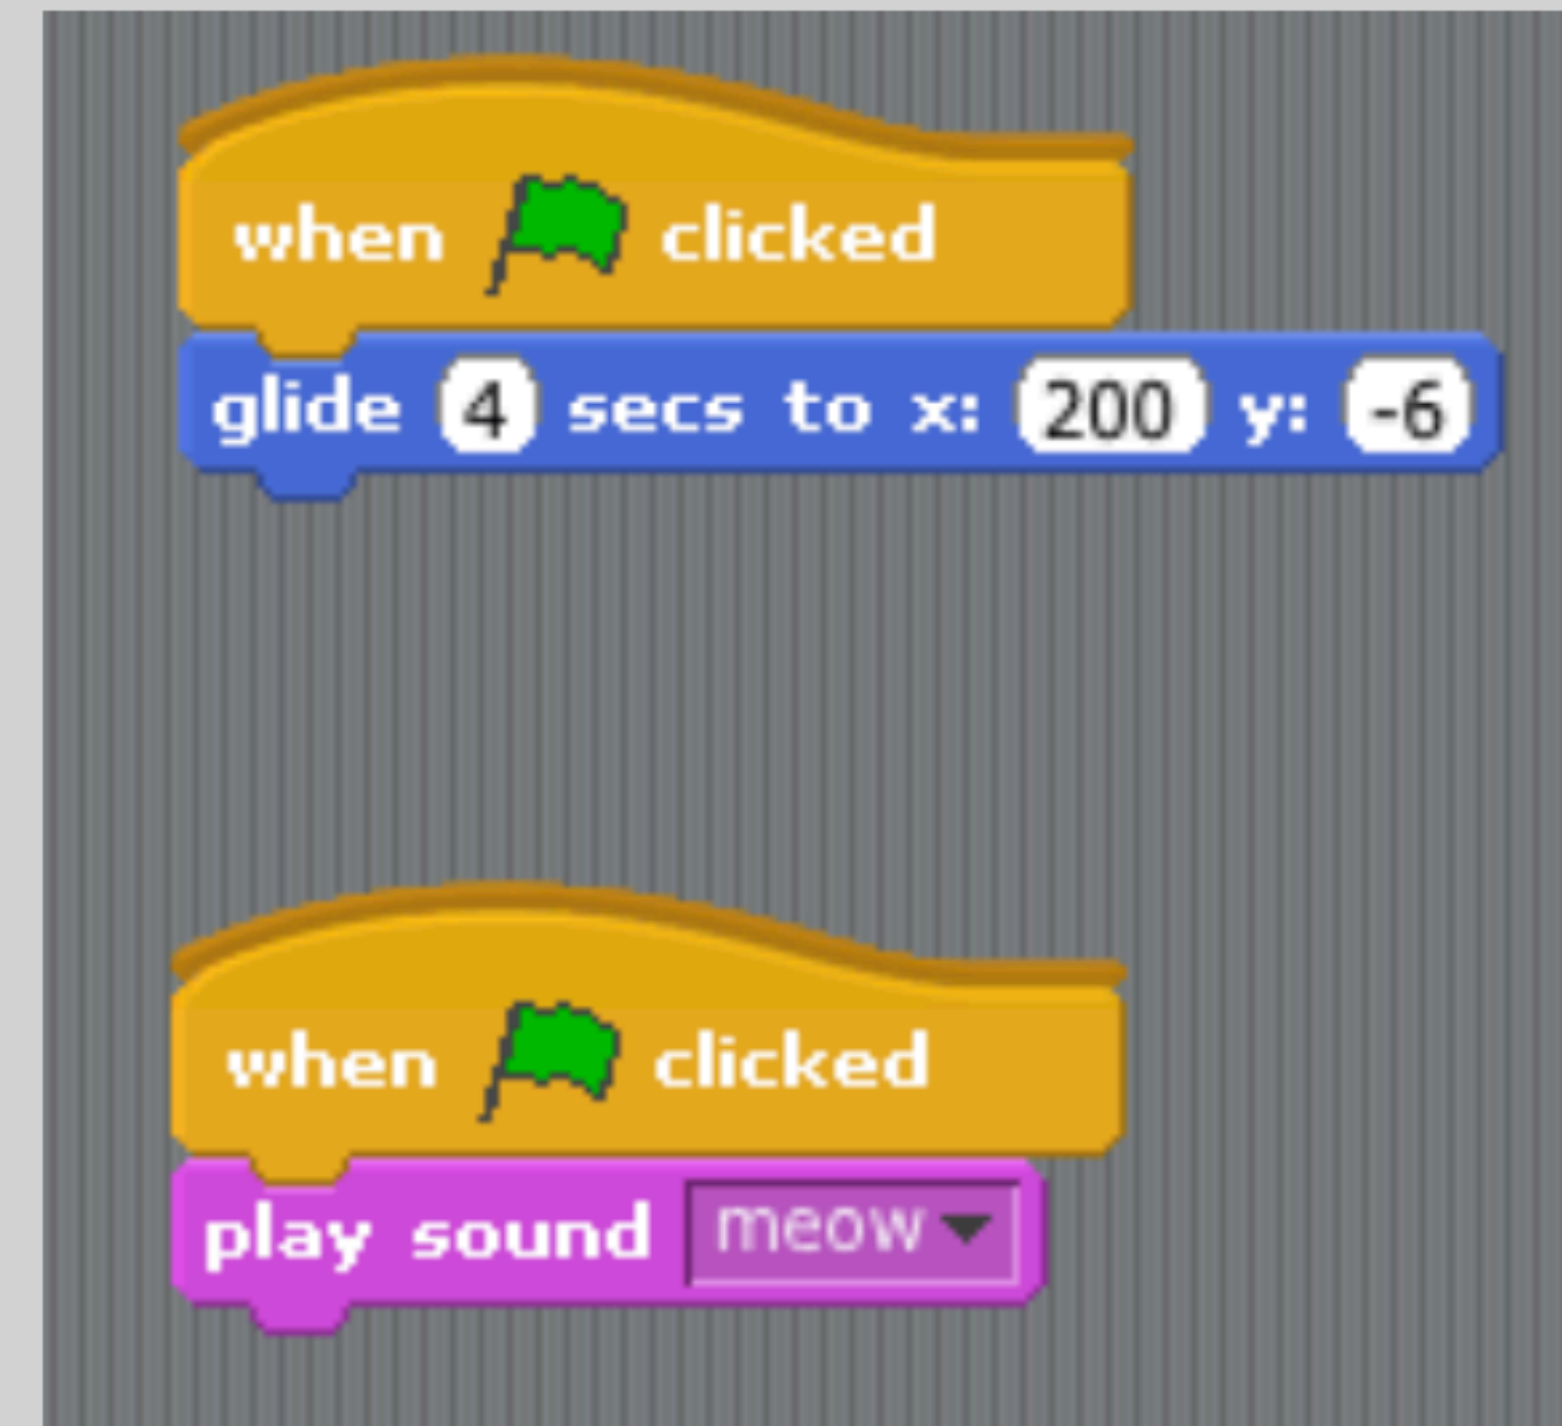 when clicked
glide 4 secs to x: 200 y: -6
when clicked
play sound meow